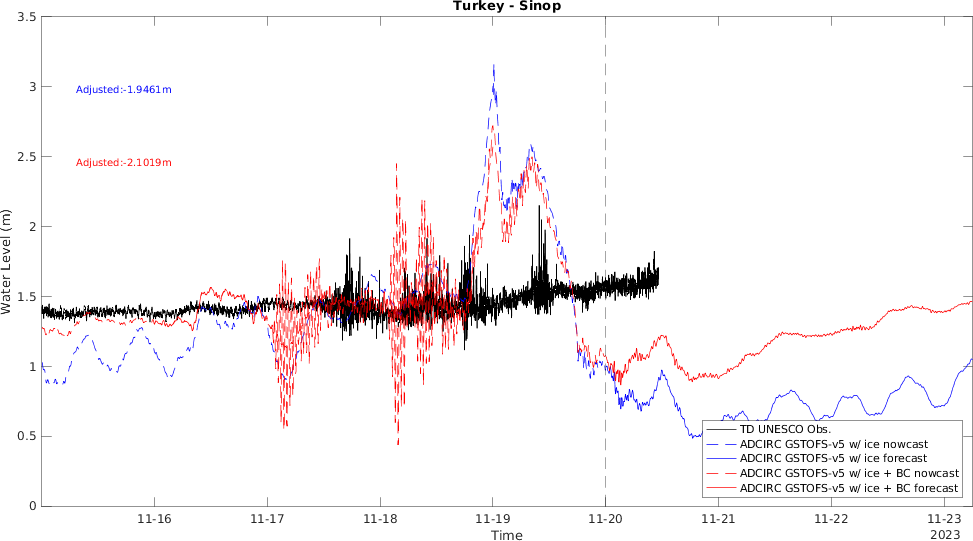 Turkey - Sinop
3.5
3
2.5
2
1.5
1
0.5
0
Water Level (m)
Adjusted:-1.9461m
Adjusted:-2.1019m
TD UNESCO Obs.
ADCIRC GSTOFS-v5 w/ ice nowcast
ADCIRC GSTOFS-v5 w/ ice forecast
ADCIRC GSTOFS-v5 w/ ice + BC nowcast
ADCIRC GSTOFS-v5 w/ ice + BC forecast
11-16 11-17 11-18 11-19 11-20 11-21 11-22 11-23
Time
2023